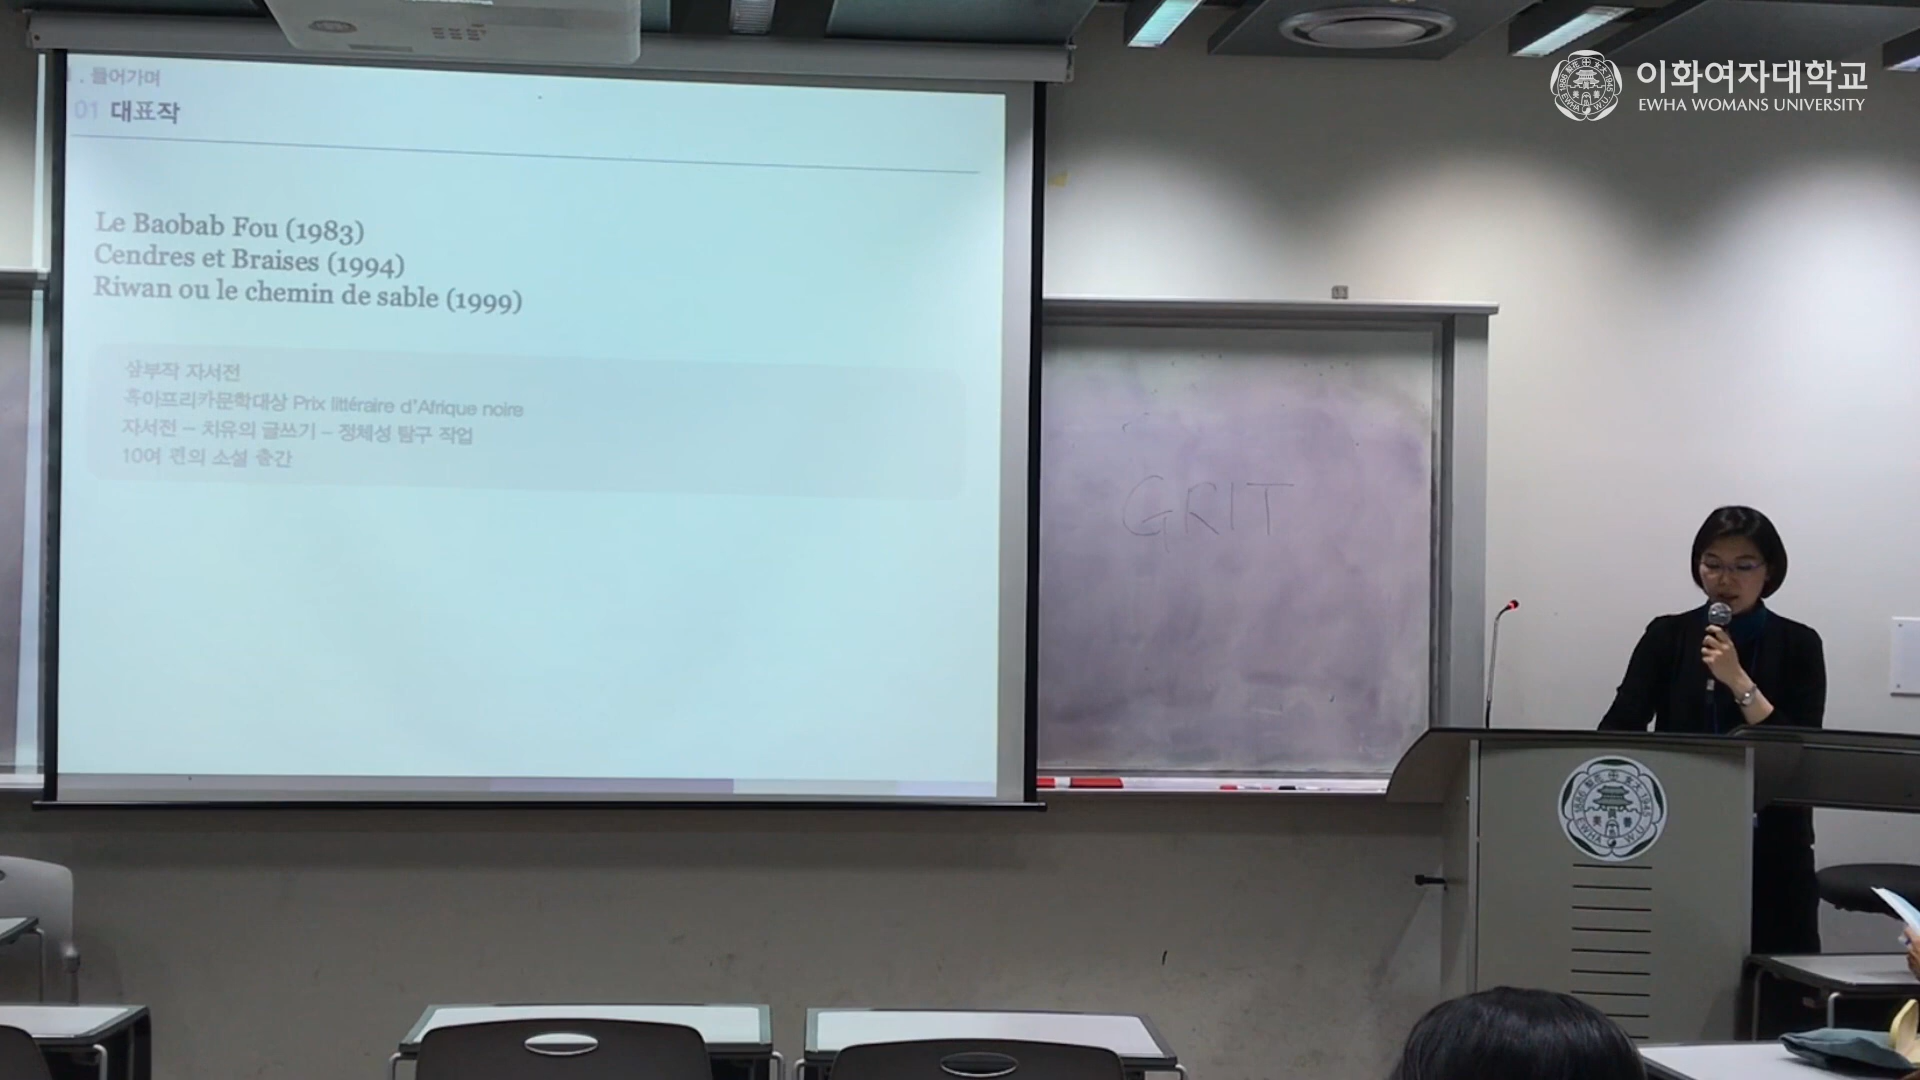 . 들어가며
01 대표작
Le Baobab Fou (1983)
Cendres et Braises (1994)
Riwan ou le chemin de sable (1999)
삼부작 자서전
흑아프리카문학대상 Prix littéraire d'Afrique noire
자서전 – 치유의 글쓰기 – 정체성 탐구 작업
10여 편의 소설 출간
GRIT
이화여자대학교
EWHA WOMANS UNIVERSITY
1886 EWHA W.U. 1945